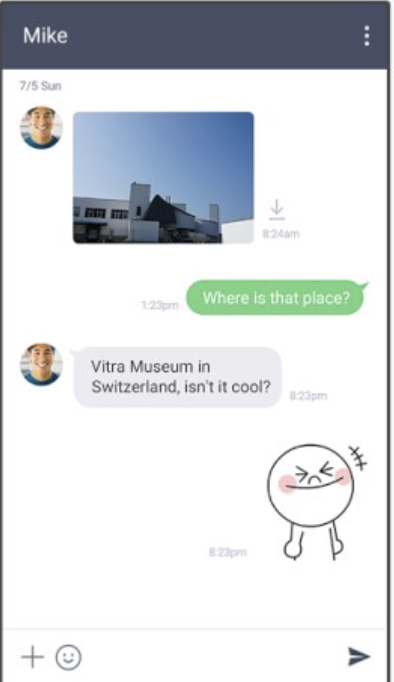 Mike
7/5 Sun
8:24am
Where is that place?
1:23pm
Vitra Museum in
Switzerland, isn't it cool?
8:23pm
8:23pm